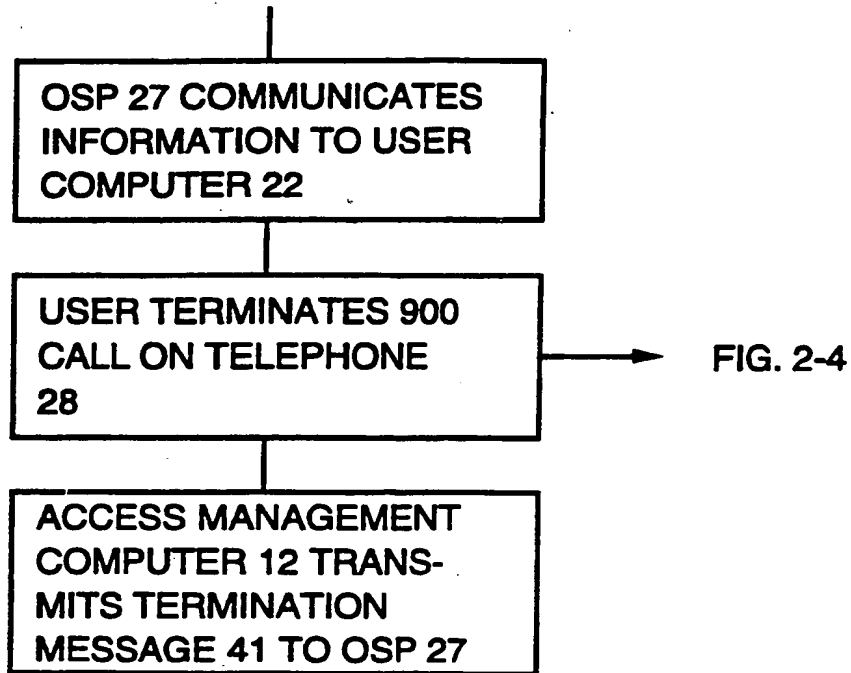 OSP 27 COMMUNICATES
INFORMATION TO USER
COMPUTER 22
USER TERMINATES 900
CALL ON TELEPHONE
28
FIG. 2-4
ACCESS MANAGEMENT
COMPUTER 12 TRANS-
MITS TERMINATION
MESSAGE 41 TO OSP 27